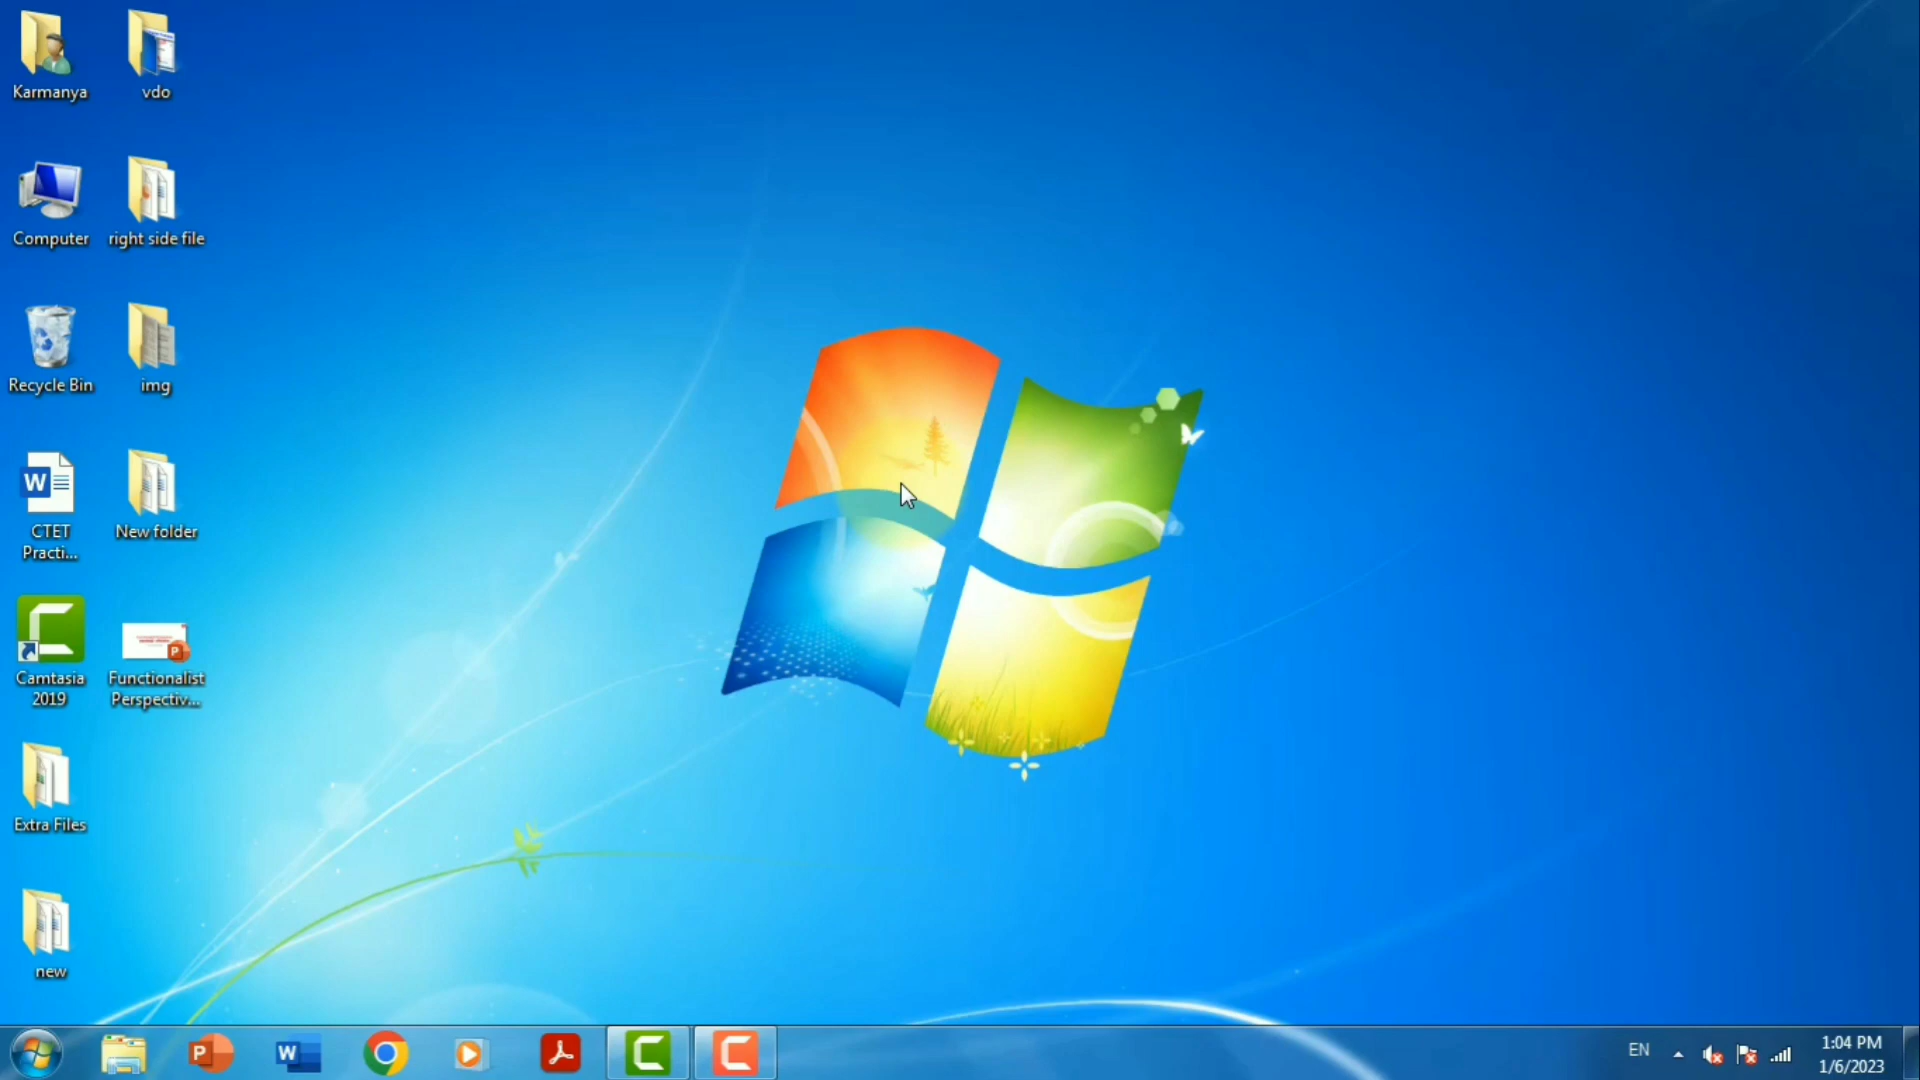 Karmanya
vdo
Computer
right side file
Recycle Bin
img
CTET
Practi...
New folder
Camtasia
2019
Functionalist
Perspectiv...
Extra Files
new
EN
1:04 PM
1/6/2023